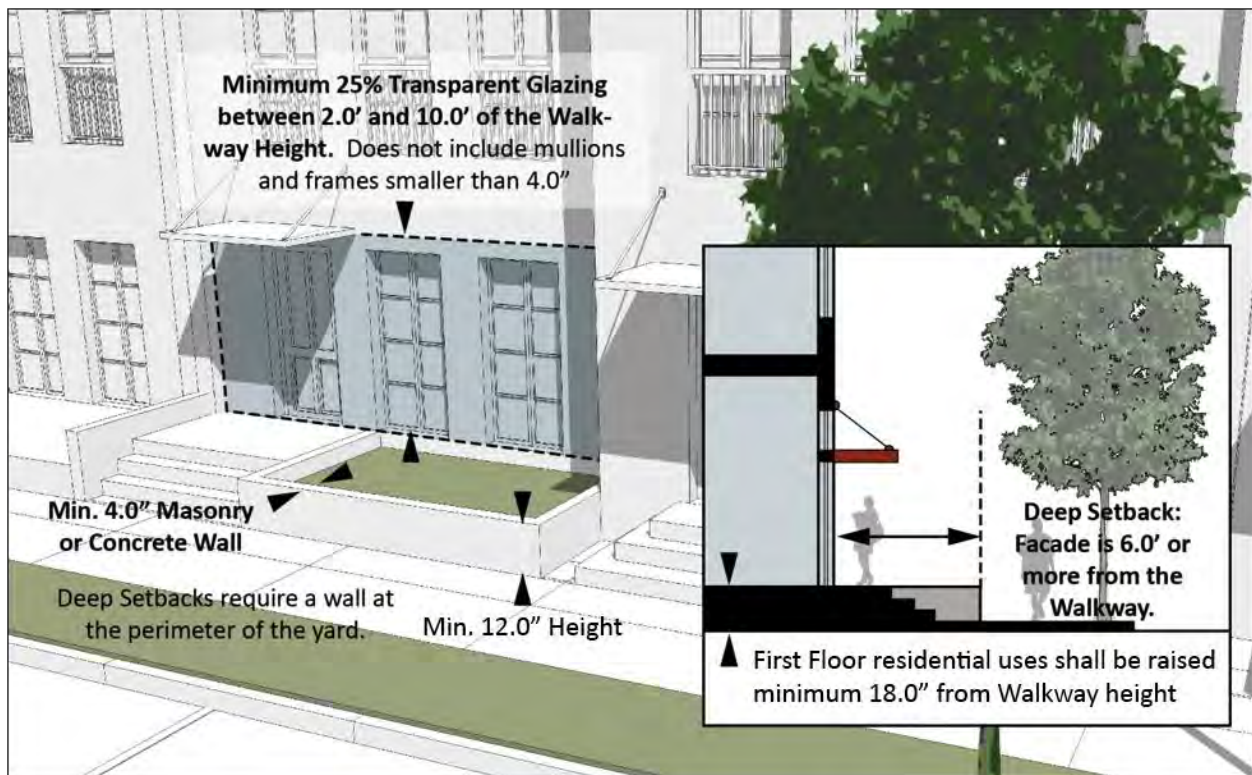 Minimum 25% Transparent Glazing
between 2.0’ and 10.0’ of the Walk-
way Height. Does not include mullions
and frames smaller than 4.0”
Min. 4.0” Masonry
or Concrete Wall
Deep Setbacks require a wall at
the perimeter of the yard.
Min. 12.0” Height
Deep Setback:
Facade is 6.0’ or
more from the
Walkway.
First Floor residential uses shall be raised
minimum 18.0” from Walkway height